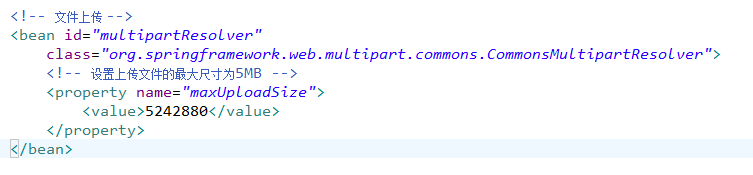 <!-- 文件上传 -->
<bean id="multipartResolver"
class="org.springframework.web.multipart.commons.CommonsMultipartResolver">
<!-- 设置上传文件的最大尺寸为5MB -->
<property name="maxUploadSize">
<value>5242880</value>
</property>
</bean>